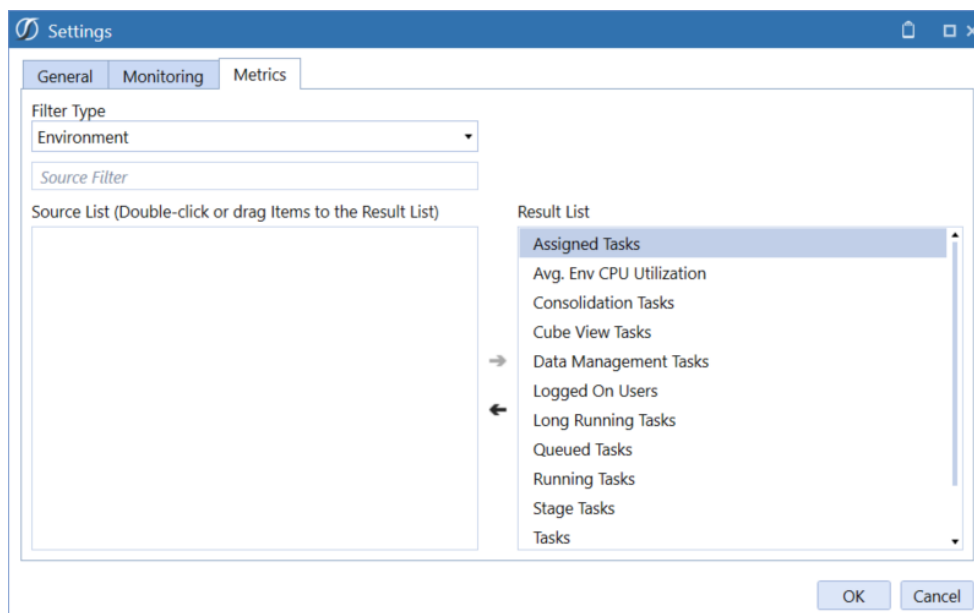 Settings
General Monitoring Metrics
Filter Type
Environment
Source Filter
Source List (Double-click or drag Items to the Result List) Result List
Assigned Tasks
Avg. Env CPU Utilization
Consolidation Tasks
Cube View Tasks
Data Management Tasks
Logged On Users
Long Running Tasks
Queued Tasks
Running Tasks
Stage Tasks
Tasks
OK Cancel